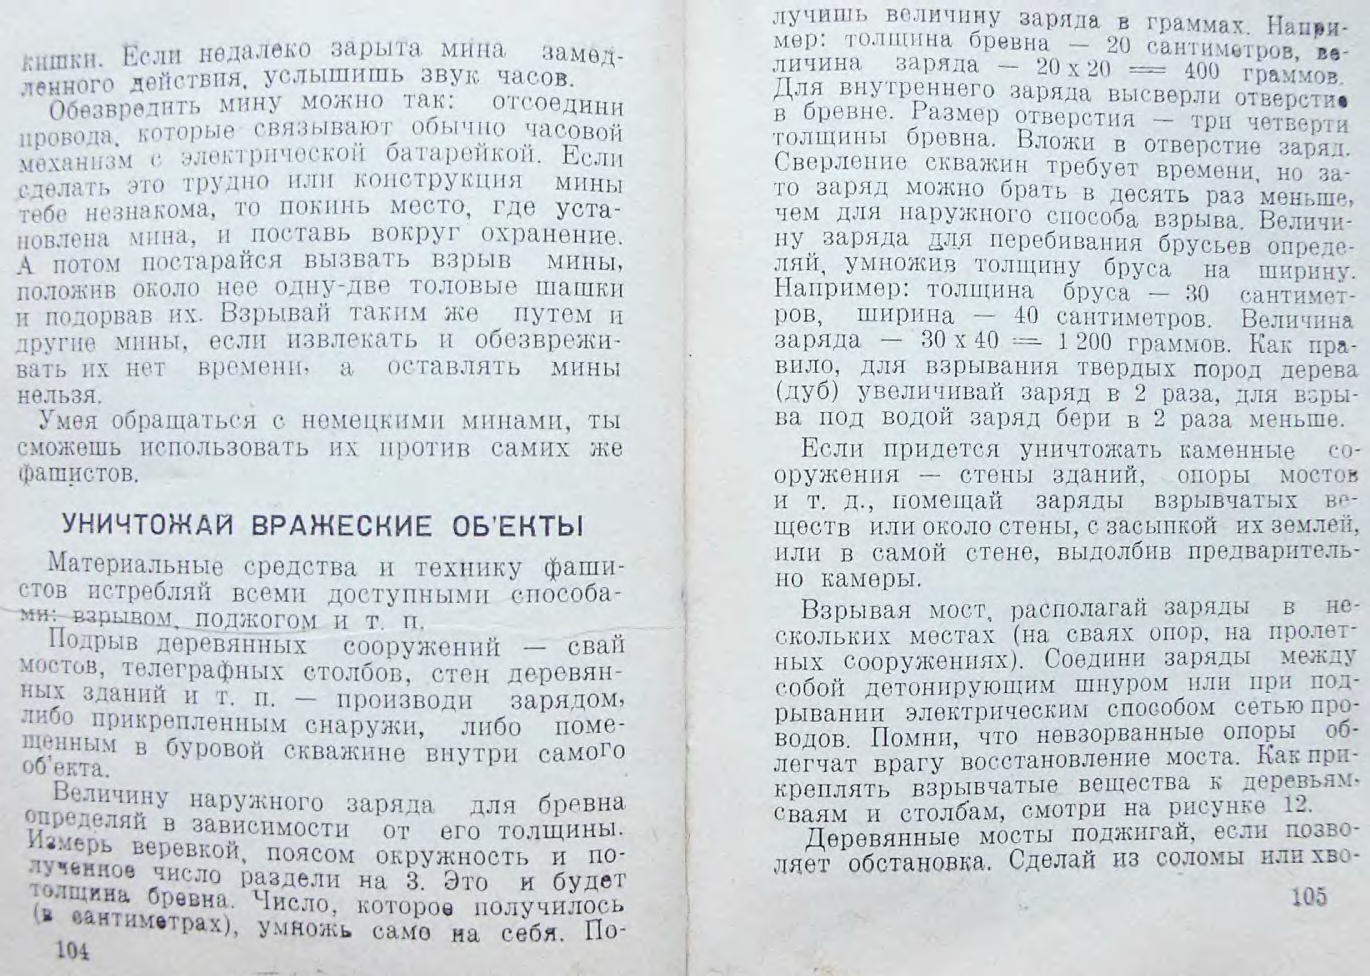 кишки. Если недалеко зарыта мина замед-
ленного действия, услышишь звук часов.
Обезвредить мину можно так: отсоедини
провода, которые связывают обычно часовой
механизм с электрической батарейкой. Если
сделать это трудно или конструкция мины
тебе незнакома, то покинь место, где уста-
новлена мина, и поставь вокруг охранение.
А потом постарайся вызвать взрыв мины,
положив около нее одну-две толовые шашки
и подорвав их. Взрывай таким же путем и
другие мины, если извлекать и обезврежи-
вать их нет времени, а оставлять мины
нельзя.
Умея обращаться с немецкими минами, ты
сможешь использовать их против самих же
фашистов.
УНИЧТОЖАЙ ВРАЖЕСКИЕ ОБ'ЕКТЫ
Материальные средства и технику фаши-
стов истребляй всеми доступными способа-
ми: взрывом, поджогом и т. п.
Подрыв деревянных сооружений — свай
мостов, телеграфных столбов, стен деревян-
ных зданий и т. п. — производи зарядом,
либо прикрепленным снаружи, либо поме-
щенным в буровой скважине внутри самого
об'екта.
Величину наружного заряда для бревна
определяй в зависимости от его толщины.
Измерь веревкой, поясом окружность и по-
лученное число раздели на 3. Это и будет
толщина бревна. Число, которое получилось
(в сантиметрах), умножь само на себя. По-
104
лучишь величину заряда в граммах. Напри-
мер: толщина бревна — 20 сантиметров, ве-
личина заряда — 20 х 20 = 400 граммов.
Для внутреннего заряда высверли отверстие
в бревне. Размер отверстия — три четверти
толщины бревна. Вложи в отверстие заряд.
Сверление скважин требует времени, но за-
то заряд можно брать в десять раз меньше,
чем для наружного способа взрыва. Величи-
ну заряда для перебивания брусьев опреде-
ляй, умножив толщину бруса на ширину.
Например: толщина бруса — 30 сантимет-
ров, ширина — 40 сантиметров. Величина
заряда — 30 х 40 = 1 200 граммов. Как пра-
вило, для взрывания твердых пород дерева
(дуб) увеличивай заряд в 2 раза, для взры-
ва под водой заряд бери в 2 раза меньше.
Если придется уничтожать каменные со-
оружения — стены зданий, опоры мостов
и т. д., помещай заряды взрывчатых ве-
ществ или около стены, с засыпкой их землей,
или в самой стене, выдолбив предваритель-
но камеры.
Взрывая мост, располагай заряды в не-
скольких местах (на сваях опор, на пролет-
ных сооружениях). Соедини заряды между
собой детонирующим шнуром или при под-
рывании электрическим способом сетью про-
водов. Помни, что невзорванные опоры об-
легчат врагу восстановление моста. Как при-
креплять взрывчатые вещества к деревьям,
сваям и столбам, смотри на рисунке 12.
Деревянные мосты поджигай, если позво-
ляет обстановка. Сделай из соломы или хво-
105